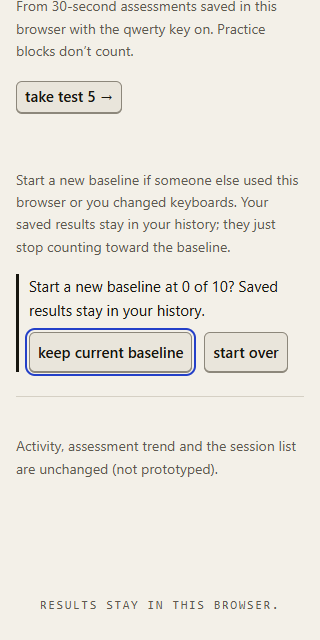 From 30-second assessments saved in this
browser with the qwerty key on. Practice
blocks don’t count.
take test 5 →
Start a new baseline if someone else used this
browser or you changed keyboards. Your
saved results stay in your history; they just
stop counting toward the baseline.
Start a new baseline at 0 of 10? Saved
results stay in your history.
keep current baseline
start over
Activity, assessment trend and the session list
are unchanged (not prototyped).
RESULTS STAY IN THIS BROWSER.